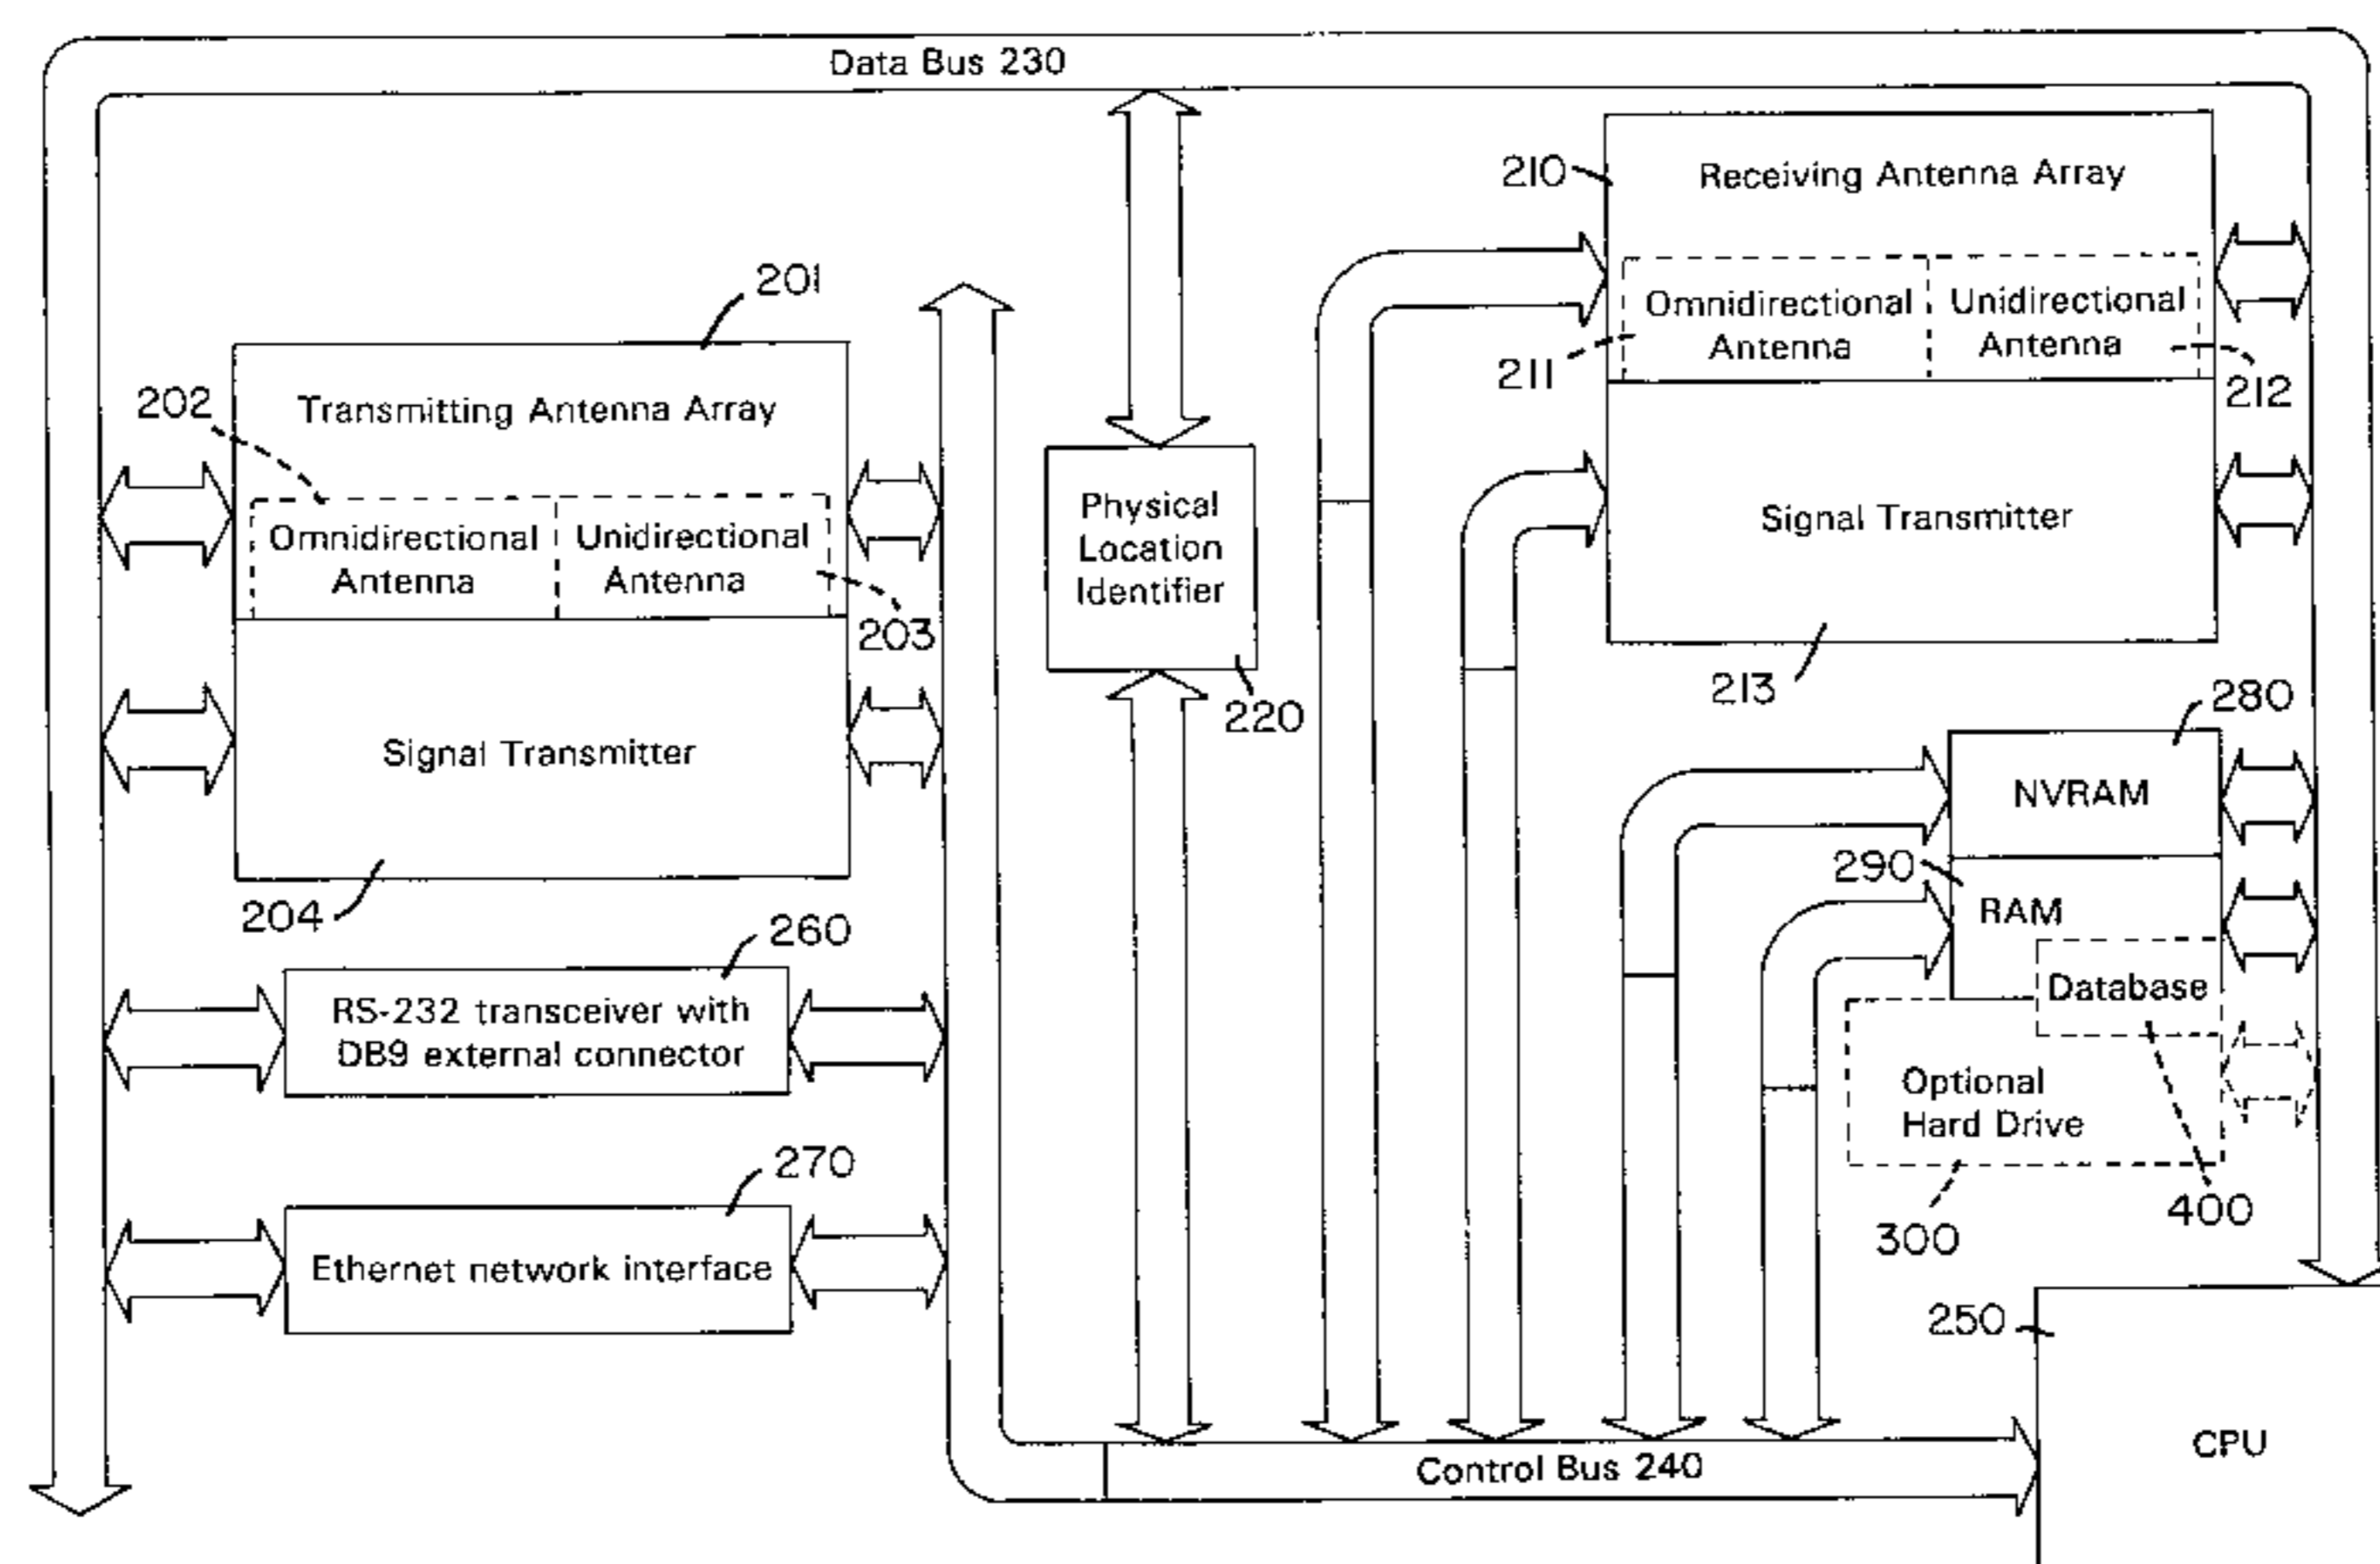 Data Bus 230
201
Transmitting Antenna Array
202
Omnidirectional
Antenna
Unidirectional
Antenna
203
Signal Transmitter
204
260
RS-232 transceiver with
DB9 external connector
270
Ethernet network interface
Physical
Location
Identifier
220
210
Receiving Antenna Array
Omnidirectional
Antenna
Unidirectional
Antenna
211
212
Signal Transmitter
213
280
NVRAM
290
RAM
Database
Optional
Hard Drive
300
400
250
CPU
Control Bus 240